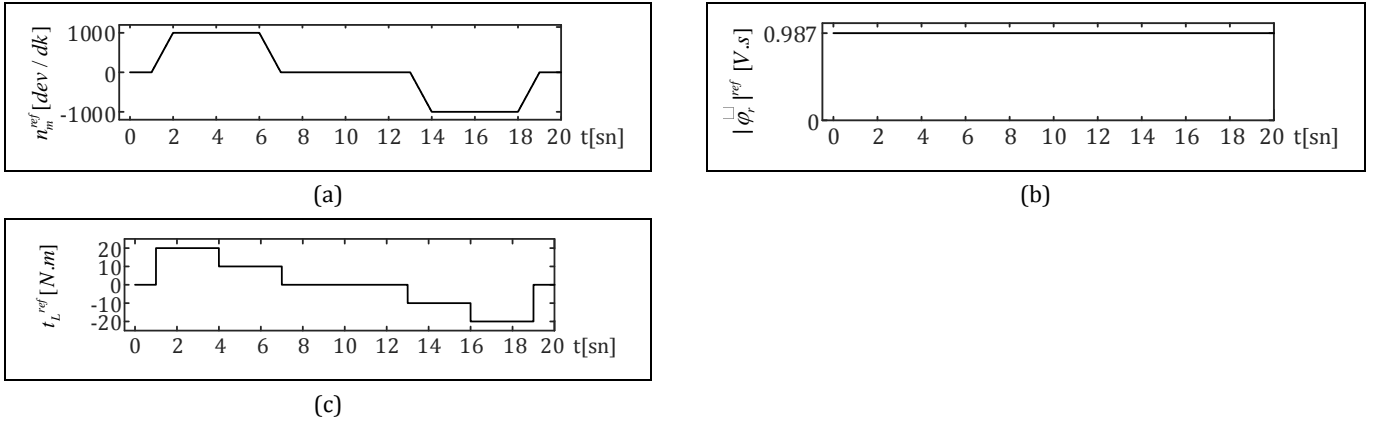 1000
0
-1000
n_m^ref [dev / dk]
0 2 4 6 8 10 12 14 16 18 20 t[sn]
(a)
0.987
0
|φ_r|^ref [V.s]
0 2 4 6 8 10 12 14 16 18 20 t[sn]
(b)
20
10
0
-10
-20
t_L^ref [N.m]
0 2 4 6 8 10 12 14 16 18 20 t[sn]
(c)